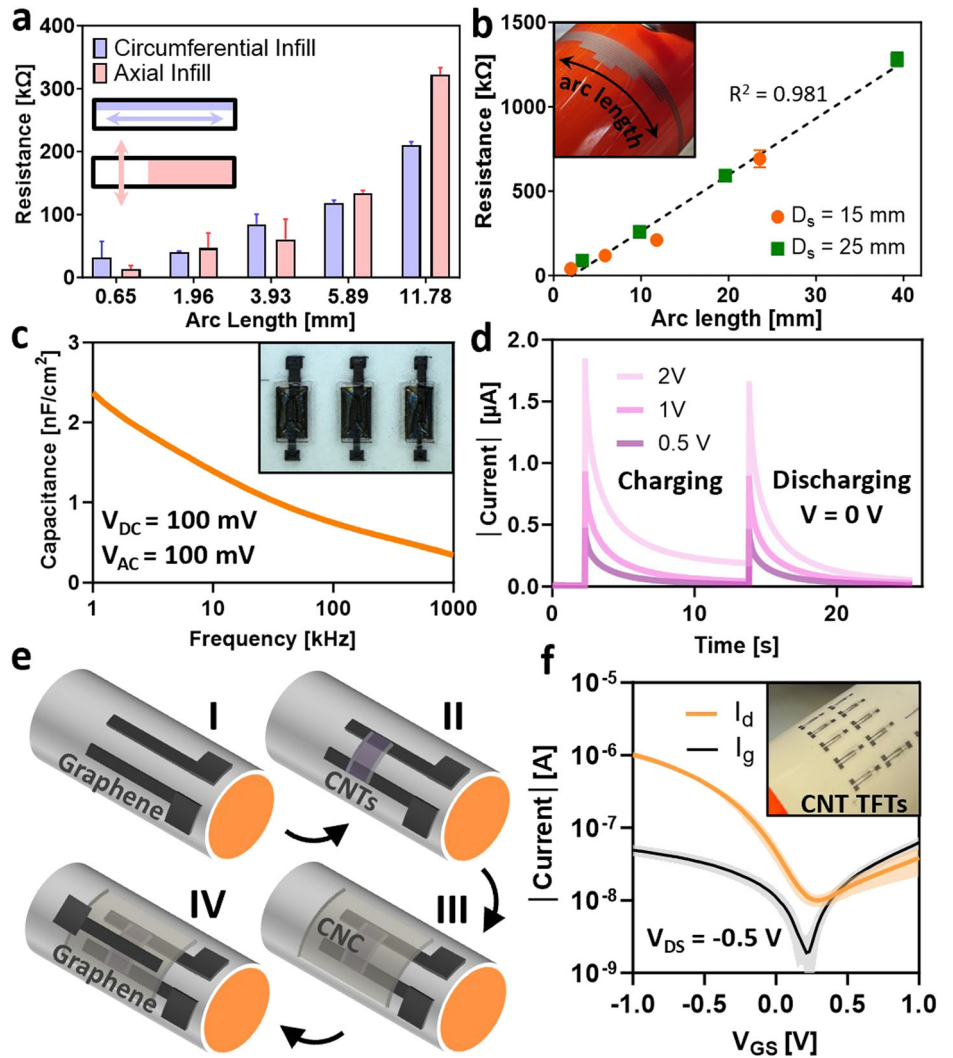 a
400
300
200
100
0
Resistance [kΩ]
Circumferential Infill
Axial Infill
0.65 1.96 3.93 5.89 11.78
Arc Length [mm]
b
1500
1000
500
0
Resistance [kΩ]
arc length
R² = 0.981
Dₛ = 15 mm
Dₛ = 25 mm
0 10 20 30 40
Arc length [mm]
c
3
2
1
0
Capacitance [nF/cm²]
V_DC = 100 mV
V_AC = 100 mV
1 10 100 1000
Frequency [kHz]
d
2.0
1.5
1.0
0.5
0.0
|Current| [µA]
2V
1V
0.5 V
Charging
Discharging
V = 0 V
0 10 20
Time [s]
e
I
Graphene
II
CNTs
III
CNC
IV
Graphene
f
10⁻⁵
10⁻⁶
10⁻⁷
10⁻⁸
10⁻⁹
|Current| [A]
I_d
I_g
CNT TFTs
V_DS = -0.5 V
-1.0 -0.5 0.0 0.5 1.0
V_GS [V]